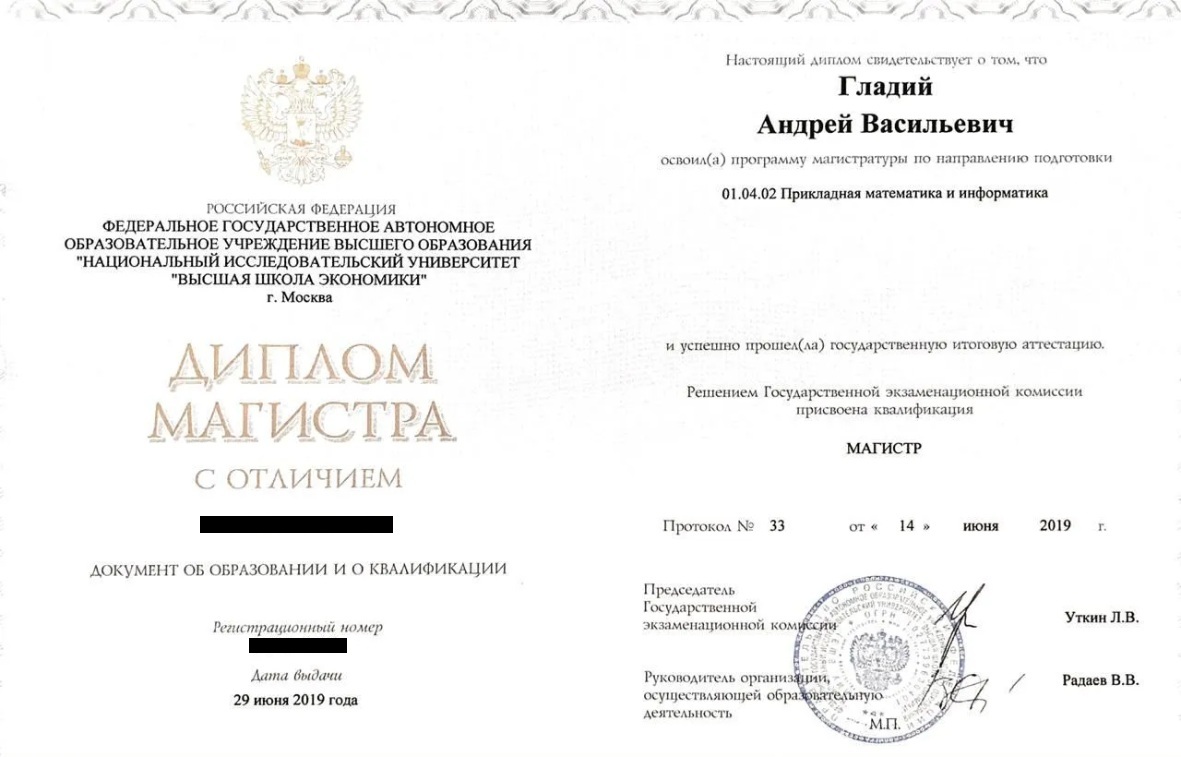 РОССИЙСКАЯ ФЕДЕРАЦИЯ
ФЕДЕРАЛЬНОЕ ГОСУДАРСТВЕННОЕ АВТОНОМНОЕ
ОБРАЗОВАТЕЛЬНОЕ УЧРЕЖДЕНИЕ ВЫСШЕГО ОБРАЗОВАНИЯ
"НАЦИОНАЛЬНЫЙ ИССЛЕДОВАТЕЛЬСКИЙ УНИВЕРСИТЕТ
"ВЫСШАЯ ШКОЛА ЭКОНОМИКИ"
г. Москва
ДИПЛОМ
МАГИСТРА
С ОТЛИЧИЕМ
ДОКУМЕНТ ОБ ОБРАЗОВАНИИ И О КВАЛИФИКАЦИИ
Регистрационный номер
Дата выдачи
29 июня 2019 года
Настоящий диплом свидетельствует о том, что
Гладий
Андрей Васильевич
освоил(а) программу магистратуры по направлению подготовки
01.04.02 Прикладная математика и информатика
и успешно прошел(ла) государственную итоговую аттестацию.
Решением Государственной экзаменационной комиссии
присвоена квалификация
МАГИСТР
Протокол № 33 от « 14 » июня 2019 г.
Председатель
Государственной
экзаменационной комиссии
Уткин Л.В.
Руководитель организации,
осуществляющей образовательную
деятельность
Радаев В.В.
М.П.